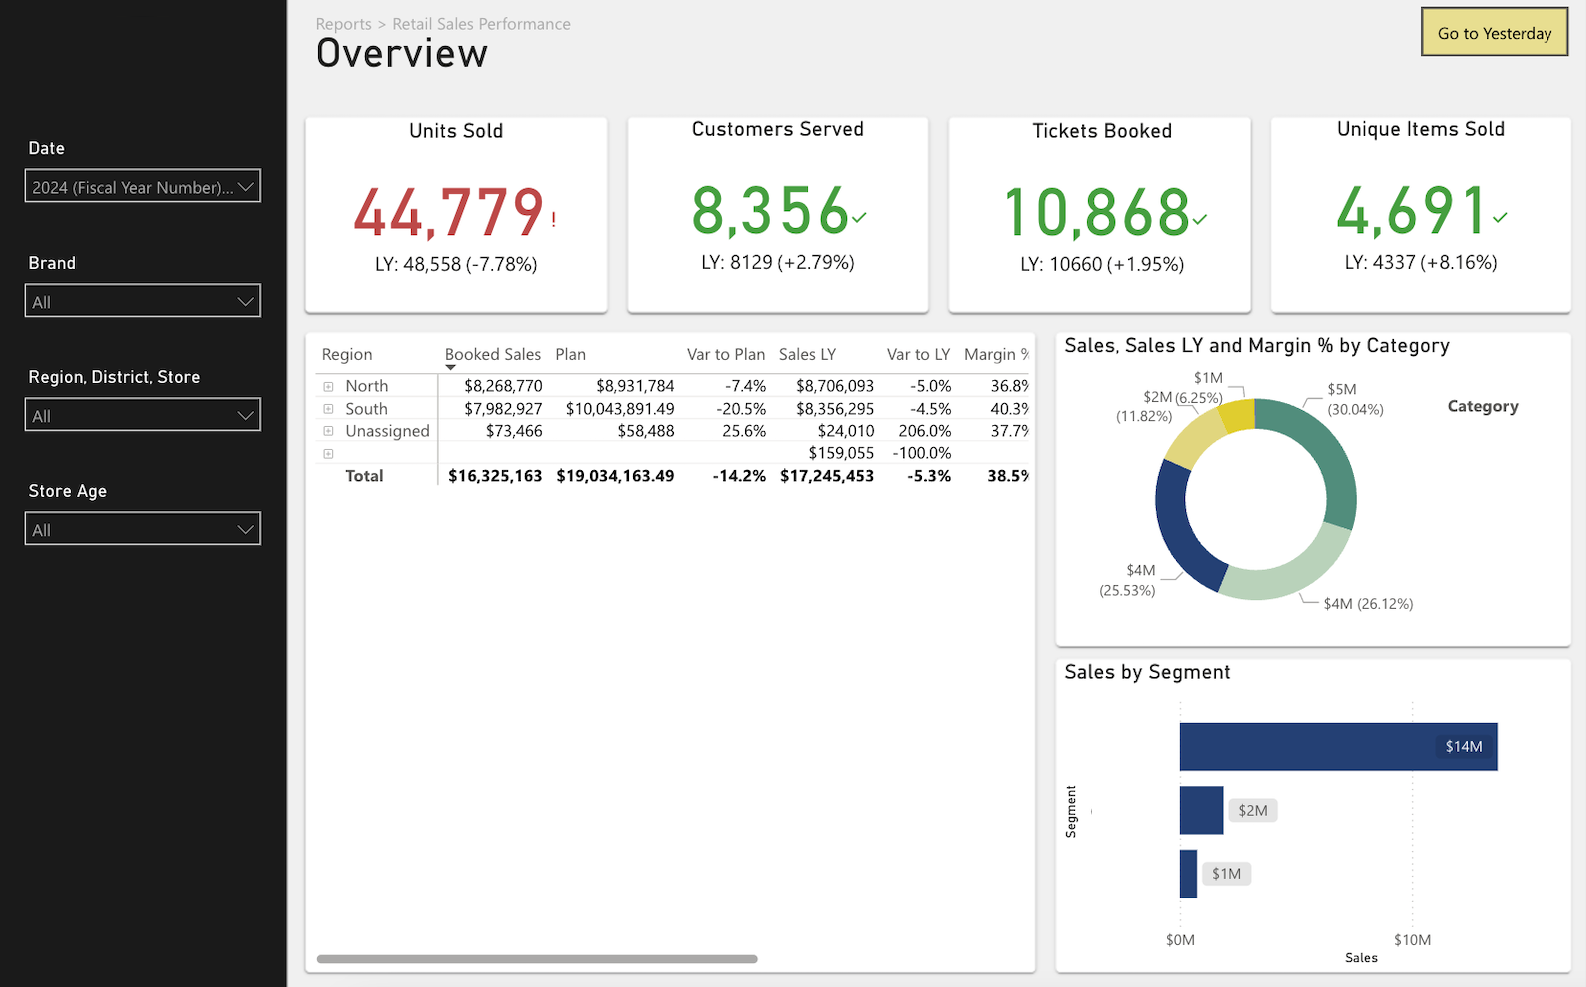 Reports > Retail Sales Performance
Overview
Go to Yesterday
Date
2024 (Fiscal Year Number)...
Brand
All
Region, District, Store
All
Store Age
All
Units Sold
44,779!
LY: 48,558 (-7.78%)
Customers Served
8,356
LY: 8129 (+2.79%)
Tickets Booked
10,868
LY: 10660 (+1.95%)
Unique Items Sold
4,691
LY: 4337 (+8.16%)
Region Booked Sales Plan Var to Plan Sales LY Var to LY Margin %
North $8,268,770 $8,931,784 -7.4% $8,706,093 -5.0% 36.8%
South $7,982,927 $10,043,891.49 -20.5% $8,356,295 -4.5% 40.3%
Unassigned $73,466 $58,488 25.6% $24,010 206.0% 37.7%
$159,055 -100.0%
Total $16,325,163 $19,034,163.49 -14.2% $17,245,453 -5.3% 38.5%
Sales, Sales LY and Margin % by Category
$1M
(6.25%)
$2M
(11.82%)
$5M
(30.04%)
$4M
(25.53%)
$4M (26.12%)
Category
Sales by Segment
Segment
$14M
$2M
$1M
$0M $10M
Sales